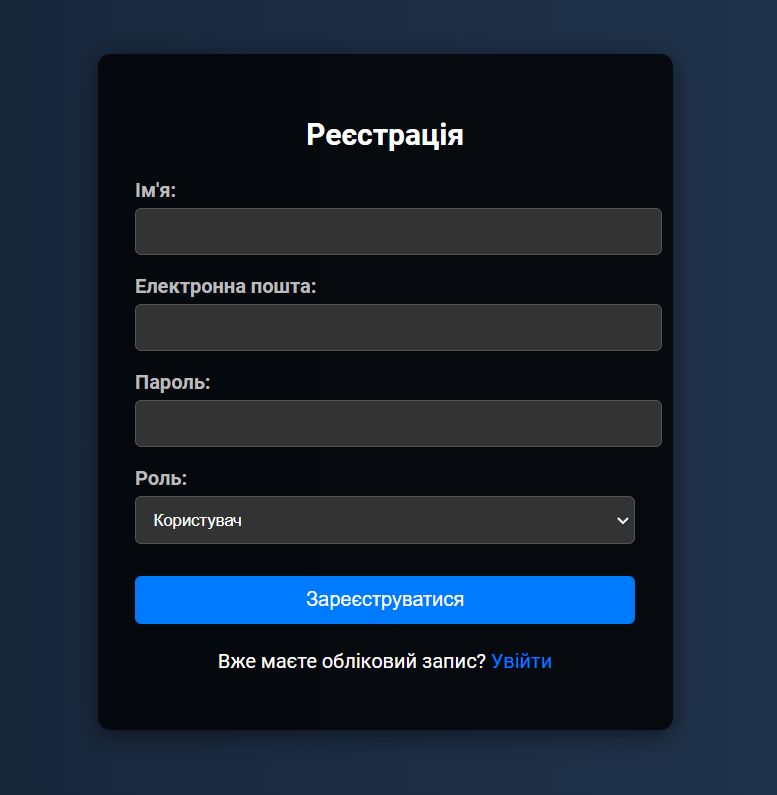 Реєстрація
Ім'я:
Електронна пошта:
Пароль:
Роль:
Користувач
Зареєструватися
Вже маєте обліковий запис? Увійти